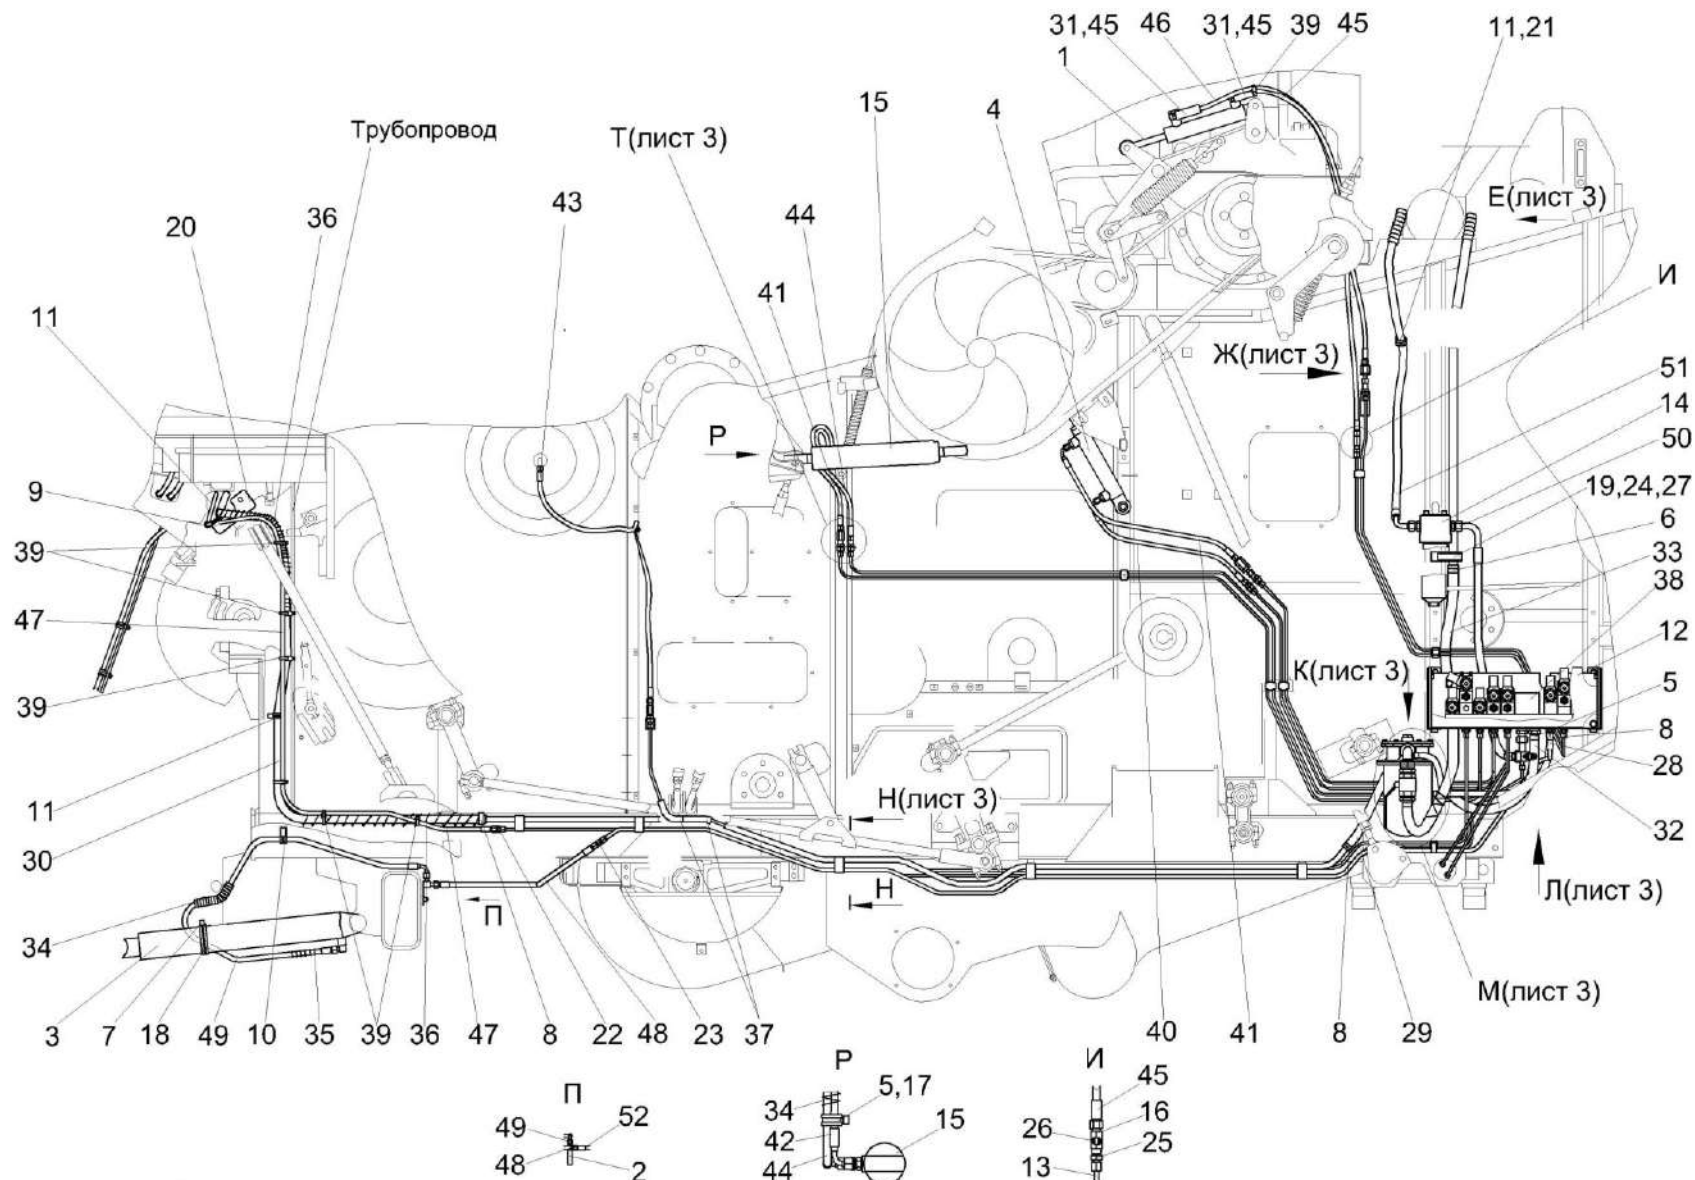 31,45 46 31,45 39 45 11,21
1
15 4
Трубопровод
Т(лист 3)
Е(лист 3)
20 36 43 44
И
11 41
Ж(лист 3)
51
14
Р
50
9
19,24,27
6
39
33
38
47
12
К(лист 3)
39
5
8
28
11
Н(лист 3)
32
30
Л(лист 3)
П
Н
34
М(лист 3)
3 7 18 49 10 35 39 36 47 8 22 48 23 37 40 41 8 29
П
Р
И
49 52
48 2
34 5,17 15
42
44
45
16
26 25
13